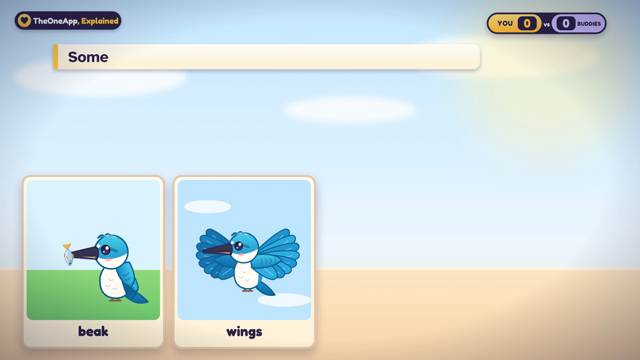 TheOneApp, Explained
YOU 0 vs 0 BUDDIES
Some
beak
wings